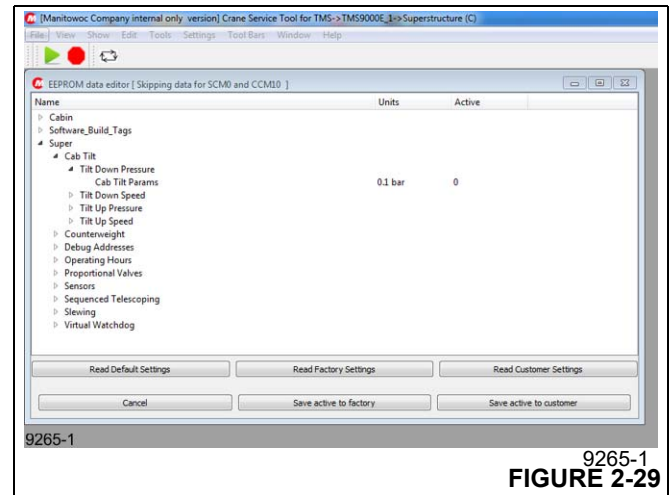 [Manitowoc Company internal only version] Crane Service Tool for TMS->TMS9000E_1->Superstructure (C)
File View Show Edit Tools Settings Tool Bars Window Help
EEPROM data editor [ Skipping data for SCM0 and CCM10 ]
Name Units Active
Cabin
Software_Build_Tags
Super
Cab Tilt
Tilt Down Pressure
Cab Tilt Params 0.1 bar 0
Tilt Down Speed
Tilt Up Pressure
Tilt Up Speed
Counterweight
Debug Addresses
Operating Hours
Proportional Valves
Sensors
Sequenced Telescoping
Slewing
Virtual Watchdog
Read Default Settings Read Factory Settings Read Customer Settings
Cancel Save active to factory Save active to customer
9265-1
9265-1
FIGURE 2-29